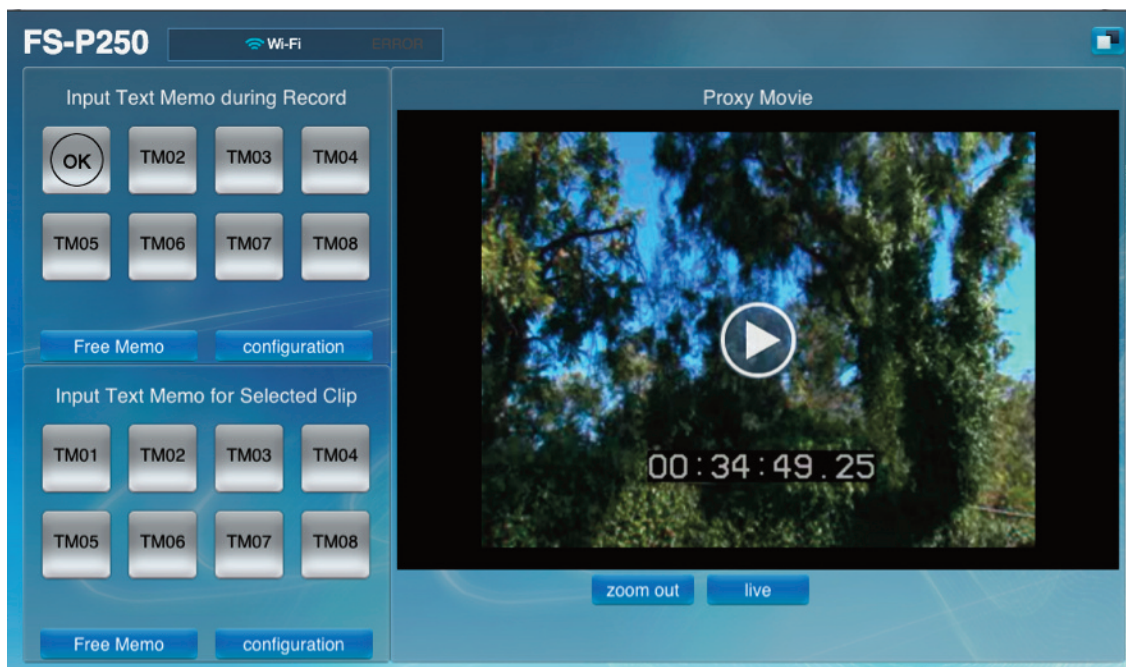 FS-P250 Wi-Fi ERROR
Input Text Memo during Record
OK TM02 TM03 TM04
TM05 TM06 TM07 TM08
Free Memo configuration
Input Text Memo for Selected Clip
TM01 TM02 TM03 TM04
TM05 TM06 TM07 TM08
Free Memo configuration
Proxy Movie
00:34:49.25
zoom out live